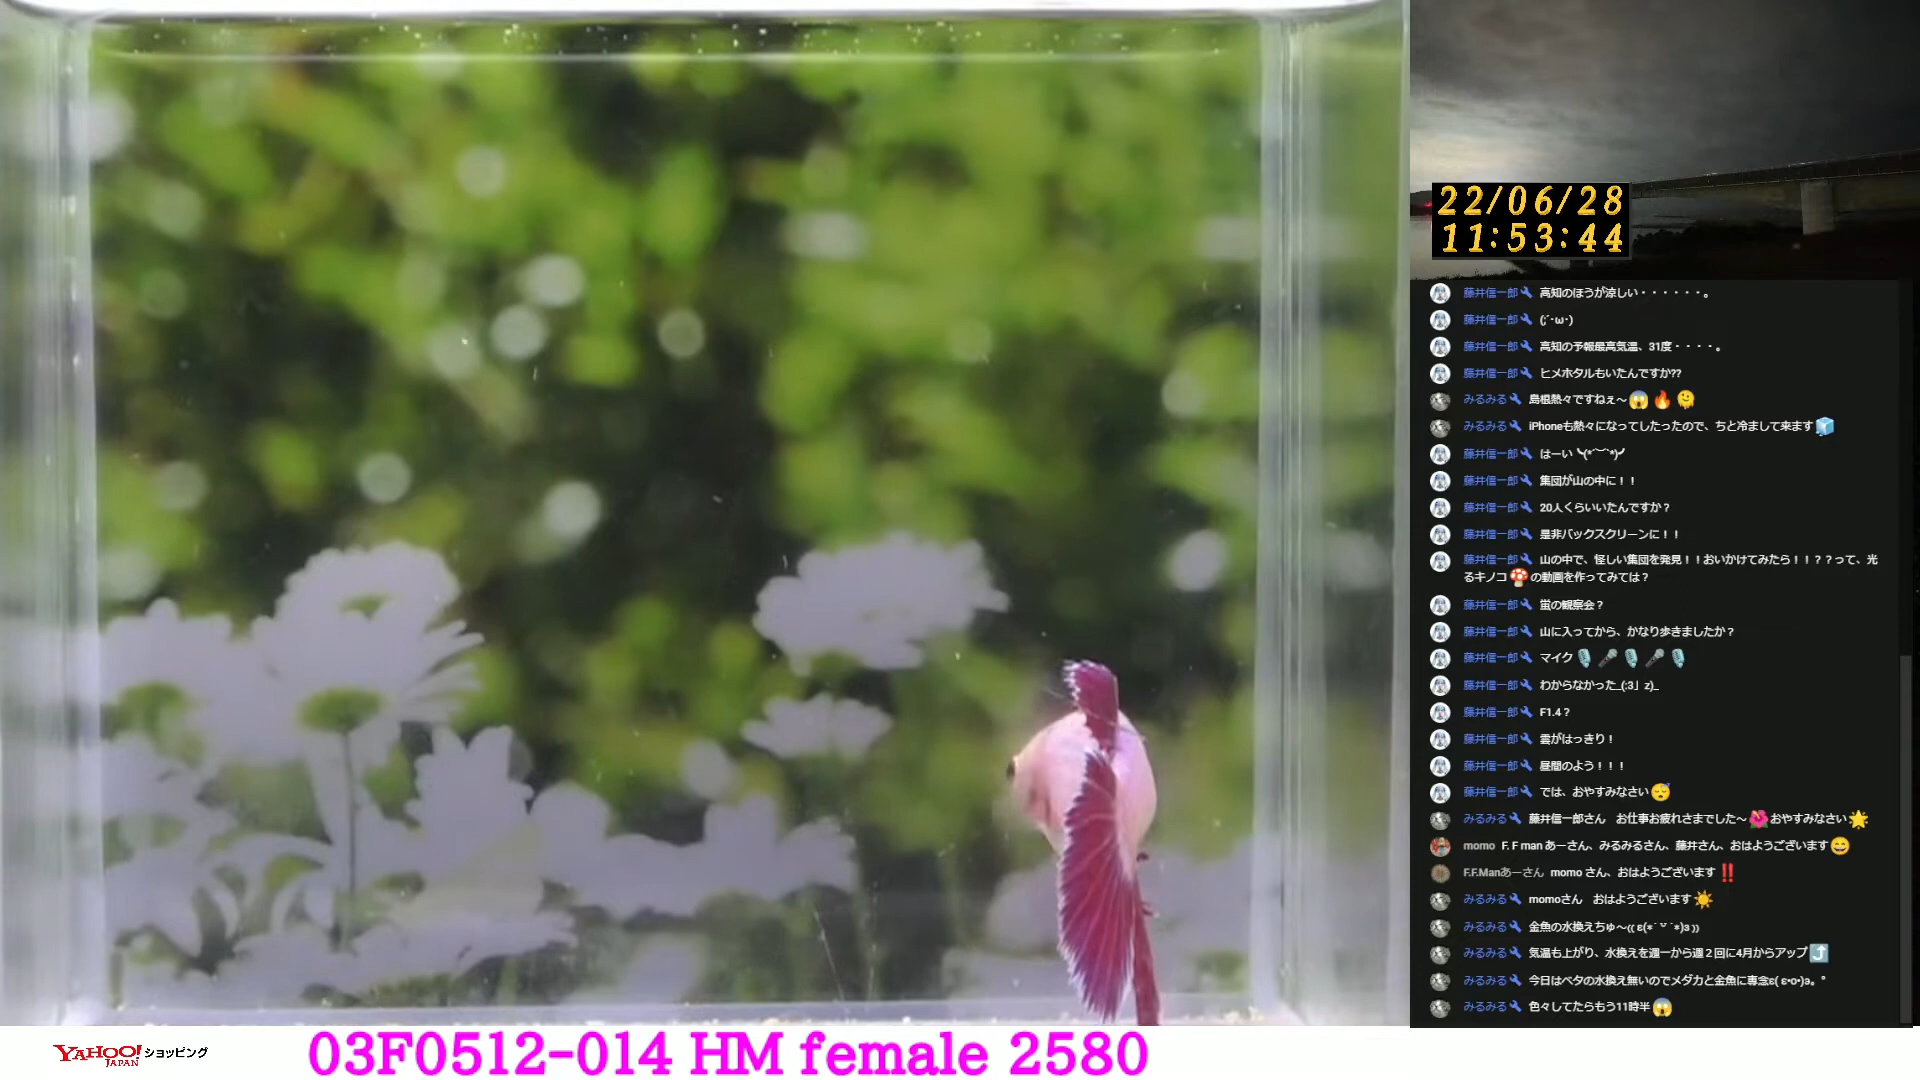 22/06/28
11:53:44
藤井信一郎 高知のほうが涼しい・・・・・・。
藤井信一郎 (;´･ω･)
藤井信一郎 高知の予報最高気温、31度・・・・。
藤井信一郎 ヒメホタルもいたんですか??
みるみる 島根熱々ですねぇ〜😱🔥🫠
みるみる iPhoneも熱々になってしたったので、ちと冷まして来ます🧊
藤井信一郎 はーい
藤井信一郎 集団が山の中に！！
藤井信一郎 20人くらいいたんですか？
藤井信一郎 是非バックスクリーンに！！
藤井信一郎 山の中で、怪しい集団を発見！！おいかけてみたら！！？？って、光
るキノコ🍄の動画を作ってみては？
藤井信一郎 蛍の観察会？
藤井信一郎 山に入ってから、かなり歩きましたか？
藤井信一郎 マイク🎙️🎤🎙️🎤🎙️
藤井信一郎 わからなかった_(:3」z)_
藤井信一郎 F1.4？
藤井信一郎 雲がはっきり！
藤井信一郎 昼間のよう！！！
藤井信一郎 では、おやすみなさい😴
みるみる 藤井信一郎さん　お仕事お疲れさまでした〜🌺おやすみなさい🌟
momo F. F man あーさん、みるみるさん、藤井さん、おはようございます😄
F.F.Manあーさん momo さん、おはようございます‼️
みるみる momoさん　おはようございます☀️
みるみる 金魚の水換えちゅ〜
みるみる 気温も上がり、水換えを週一から週２回に4月からアップ⤴️
みるみる 今日はベタの水換え無いのでメダカと金魚に専念
みるみる 色々してたらもう11時半😱
YAHOO! JAPAN ショッピング
03F0512-014 HM female 2580